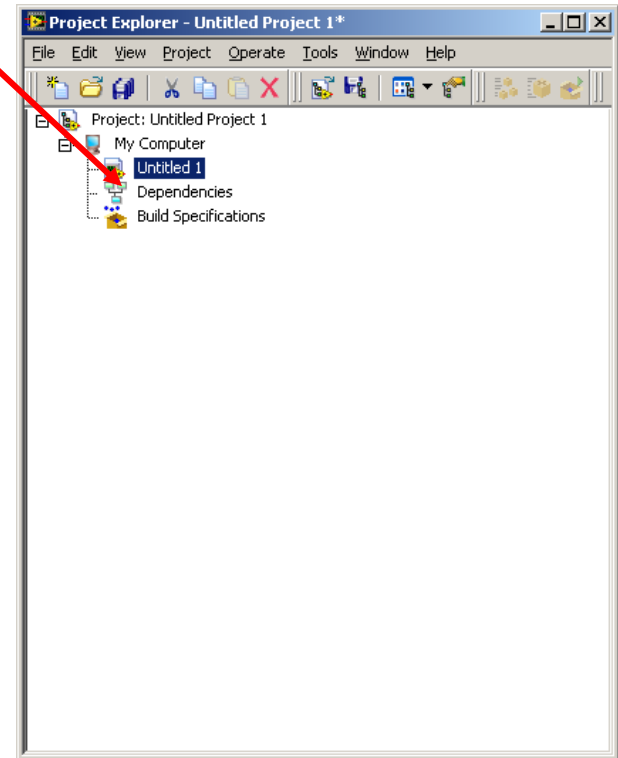 Project Explorer - Untitled Project 1*
File Edit View Project Operate Tools Window Help
Project: Untitled Project 1
My Computer
Untitled 1
Dependencies
Build Specifications